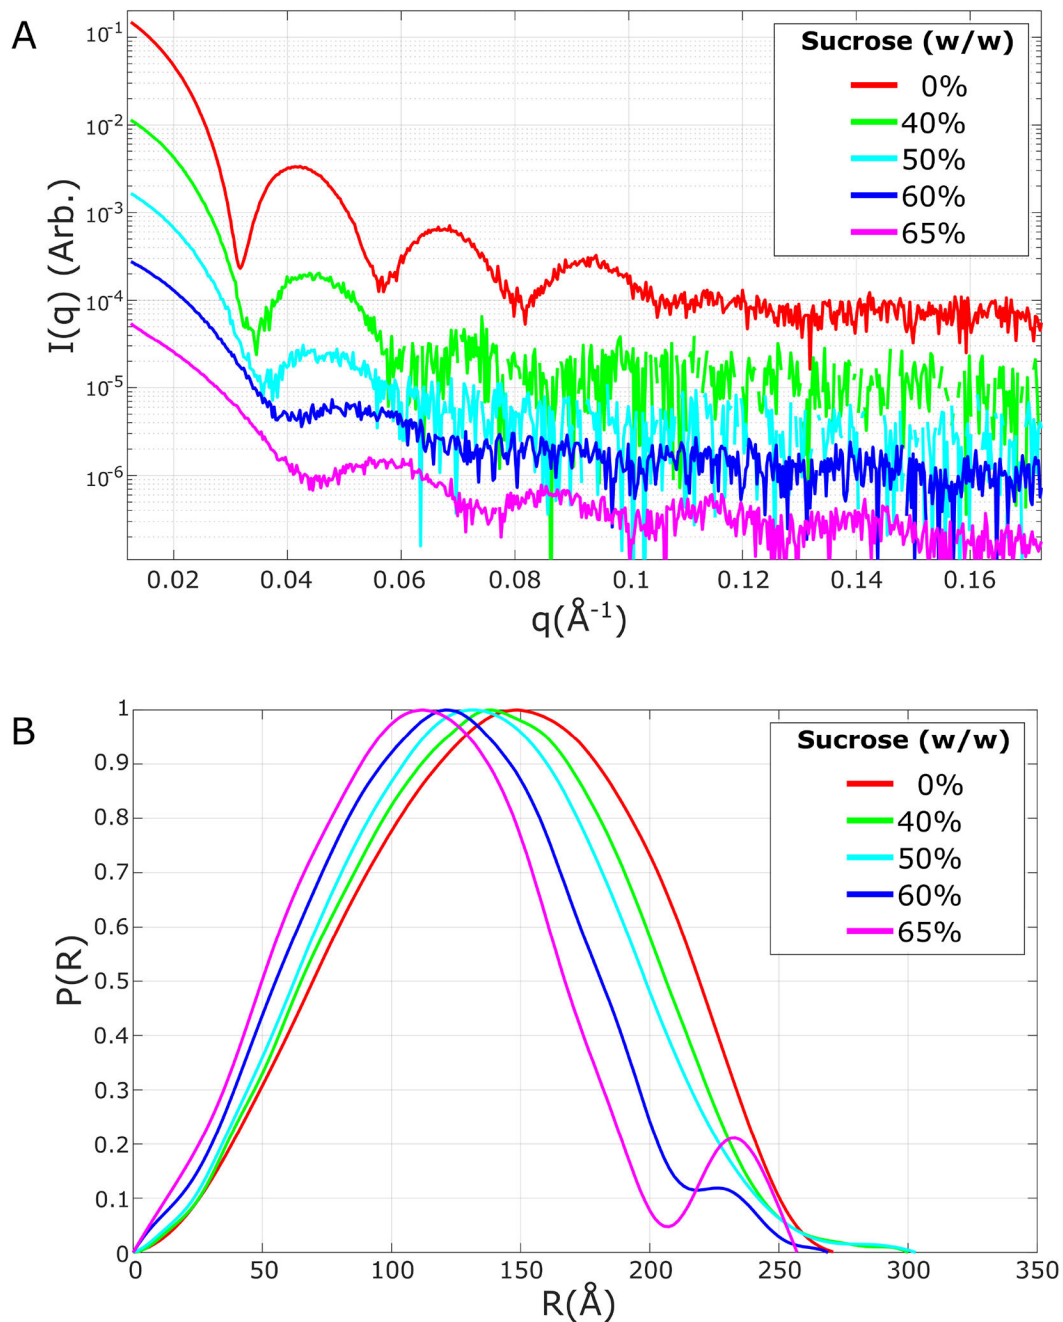 A
I(q) (Arb.)
10⁻¹
10⁻²
10⁻³
10⁻⁴
10⁻⁵
10⁻⁶
Sucrose (w/w)
0%
40%
50%
60%
65%
0.02 0.04 0.06 0.08 0.1 0.12 0.14 0.16
q(Å⁻¹)
B
P(R)
1
0.9
0.8
0.7
0.6
0.5
0.4
0.3
0.2
0.1
0
Sucrose (w/w)
0%
40%
50%
60%
65%
0 50 100 150 200 250 300 350
R(Å)